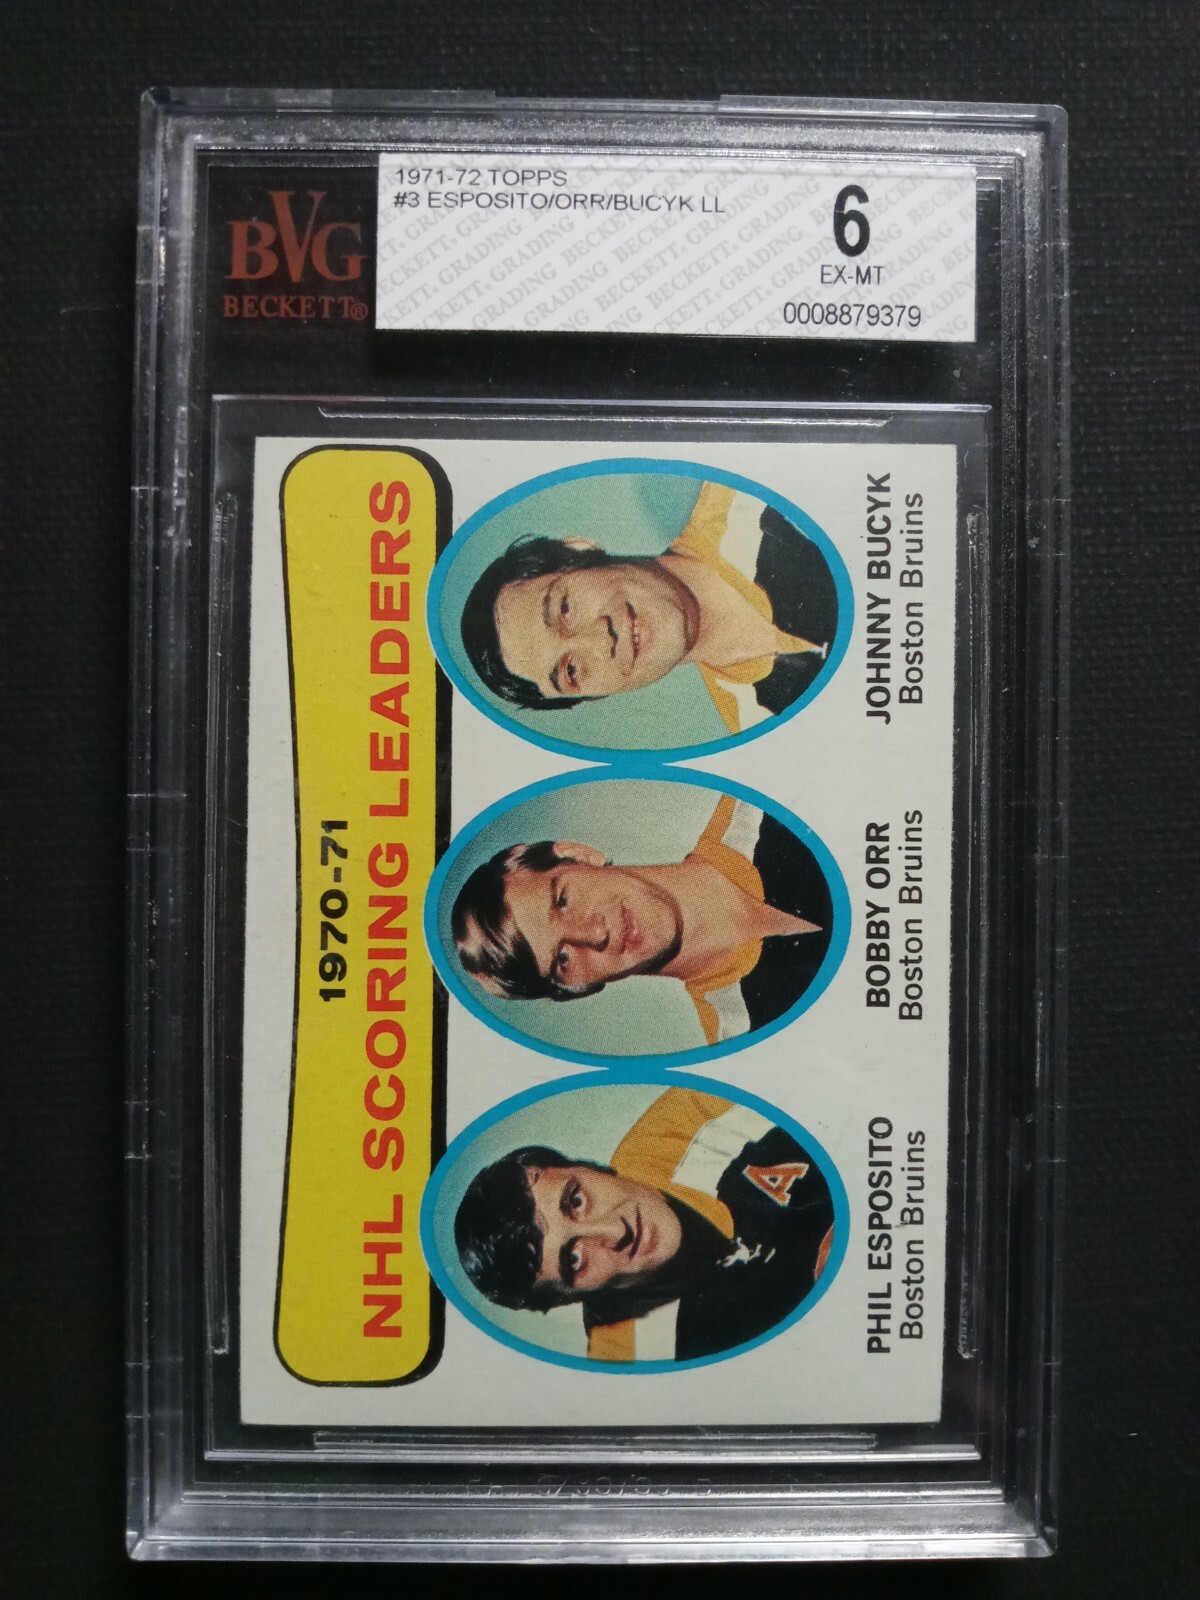 BVG
BECKETT®
1971-72 TOPPS
#3 ESPOSITO/ORR/BUCYK LL
6
EX-MT
0008879379
1970-71
NHL SCORING LEADERS
A
PHIL ESPOSITO
Boston Bruins
BOBBY ORR
Boston Bruins
JOHNNY BUCYK
Boston Bruins